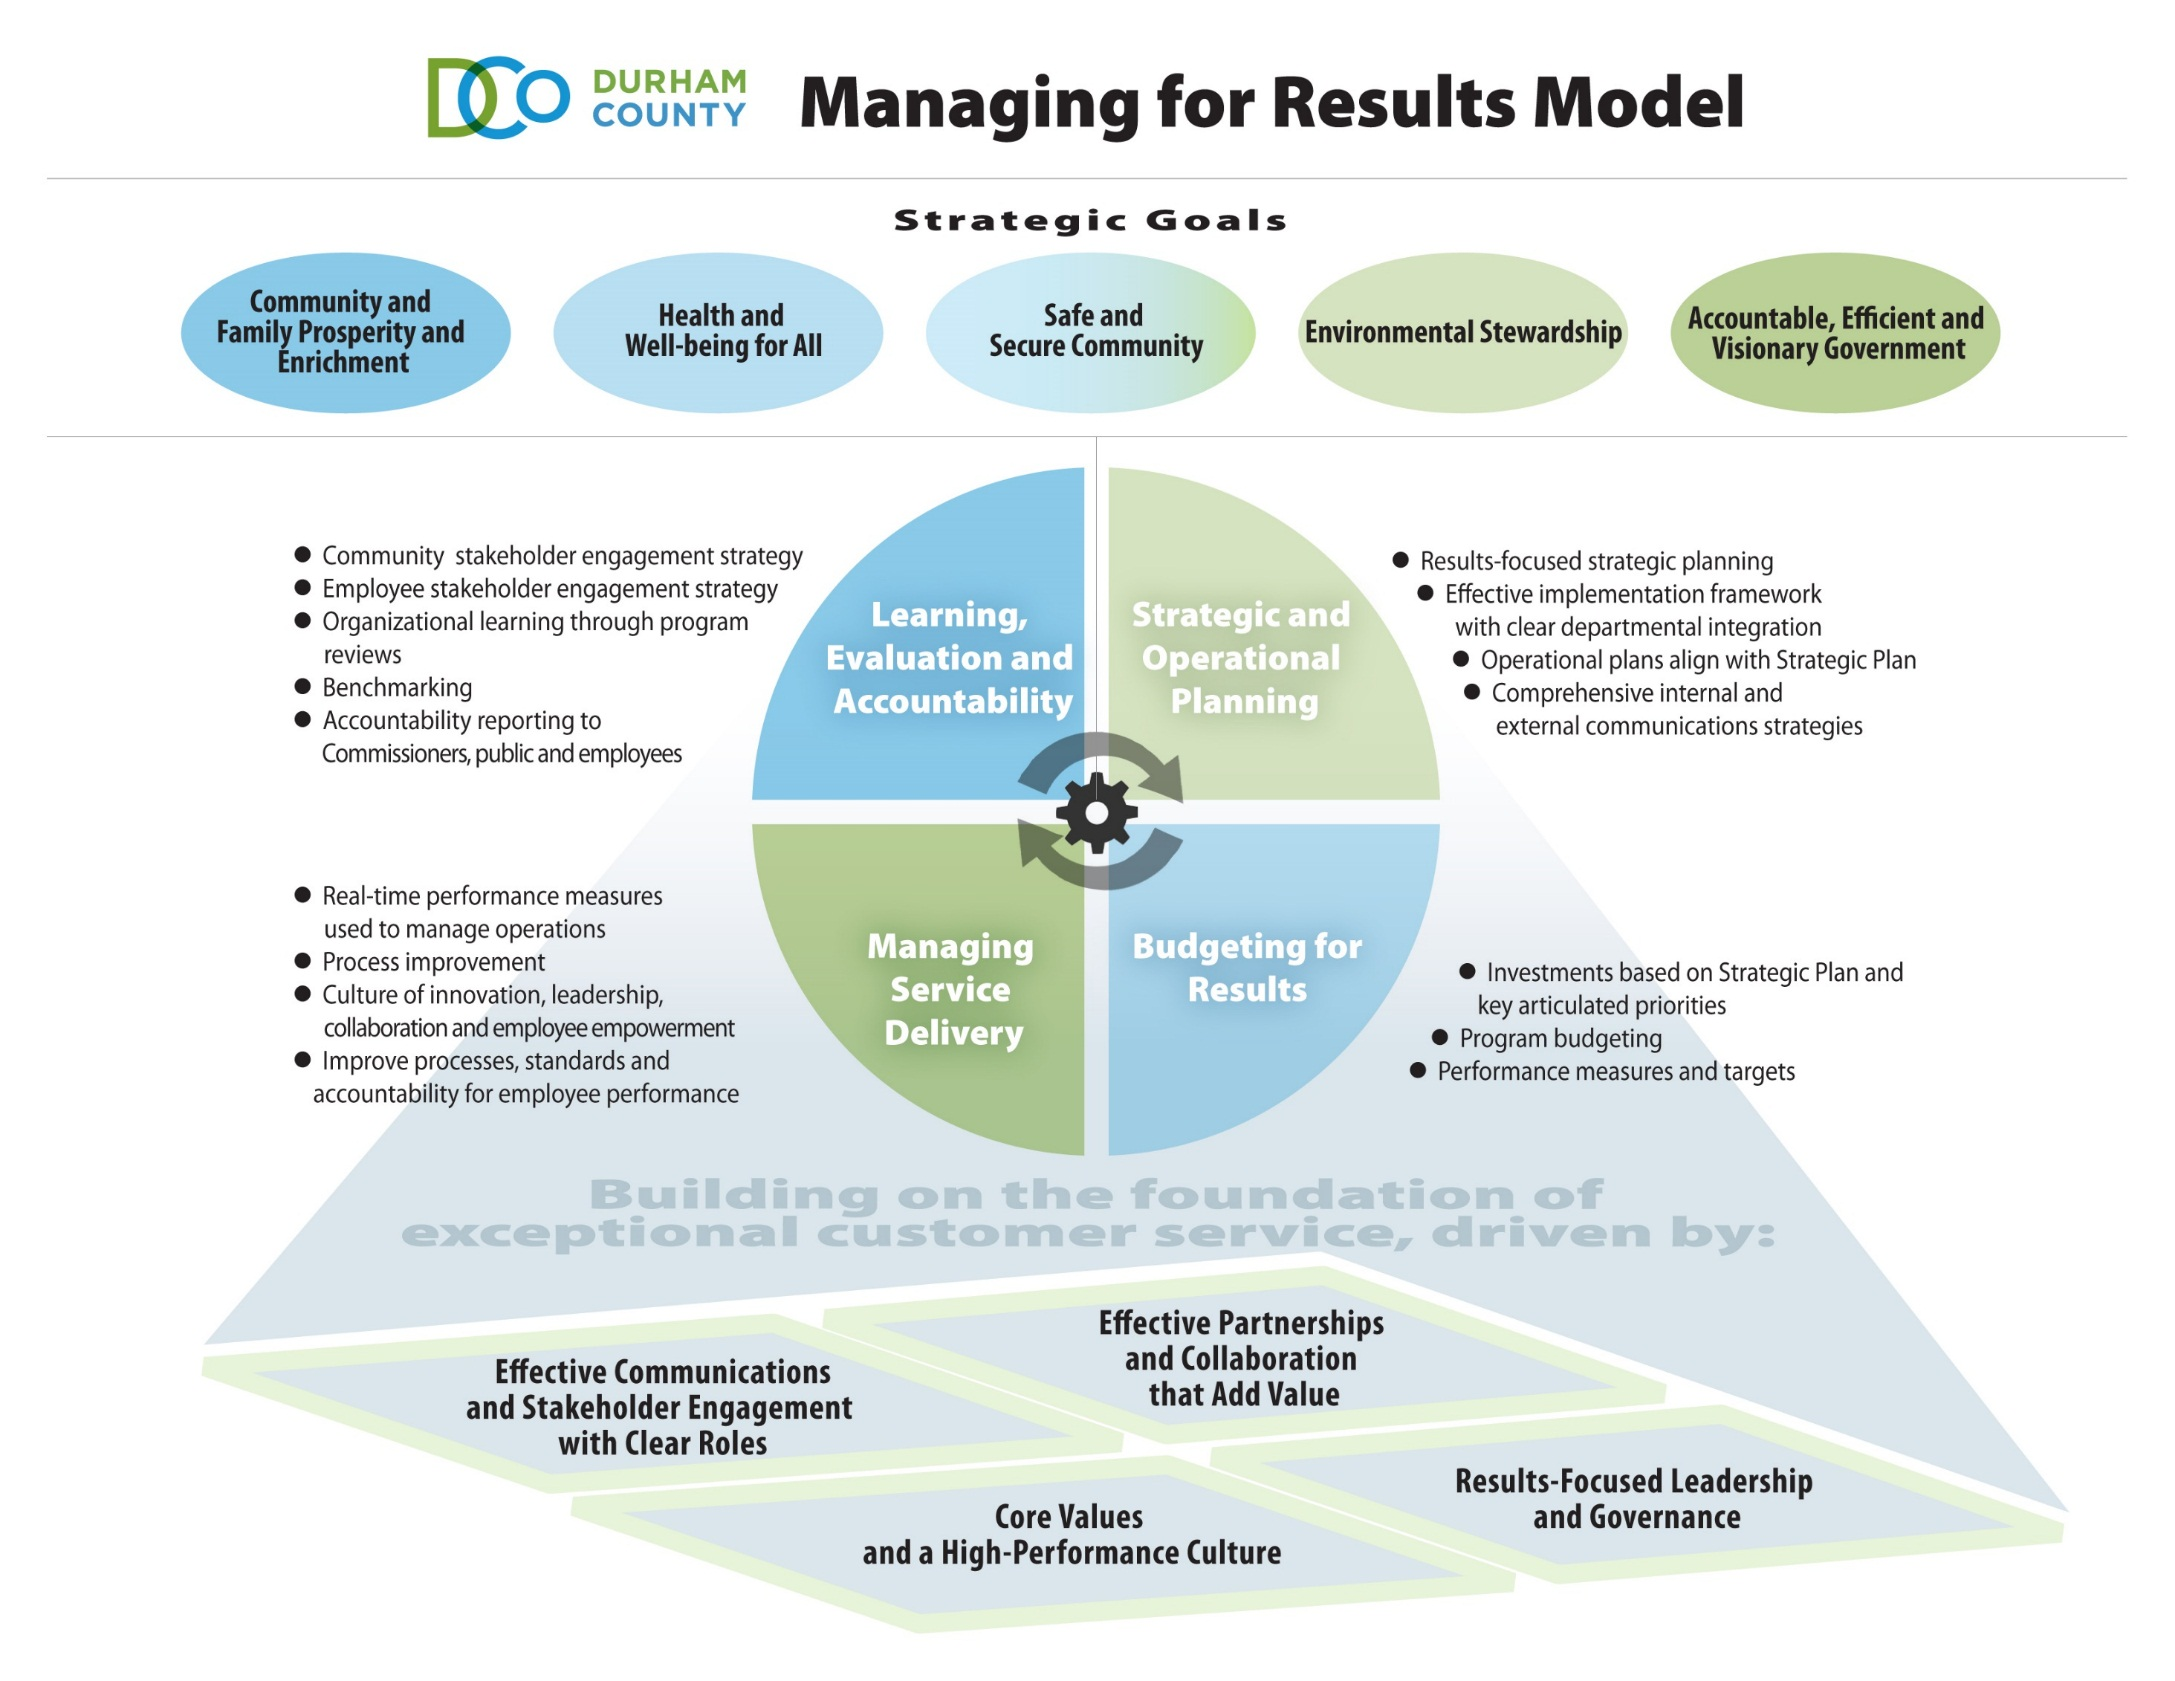 DCo DURHAM
COUNTY
Managing for Results Model
Strategic Goals
Community and
Family Prosperity and
Enrichment
Health and
Well-being for All
Safe and
Secure Community
Environmental Stewardship
Accountable, Efficient and
Visionary Government
● Community stakeholder engagement strategy
● Employee stakeholder engagement strategy
● Organizational learning through program
reviews
● Benchmarking
● Accountability reporting to
Commissioners, public and employees
Learning,
Evaluation and
Accountability
Strategic and
Operational
Planning
● Results-focused strategic planning
● Effective implementation framework
with clear departmental integration
● Operational plans align with Strategic Plan
● Comprehensive internal and
external communications strategies
● Real-time performance measures
used to manage operations
● Process improvement
● Culture of innovation, leadership,
collaboration and employee empowerment
● Improve processes, standards and
accountability for employee performance
Managing
Service
Delivery
Budgeting for
Results
● Investments based on Strategic Plan and
key articulated priorities
● Program budgeting
● Performance measures and targets
Building on the foundation of
exceptional customer service, driven by:
Effective Partnerships
and Collaboration
that Add Value
Effective Communications
and Stakeholder Engagement
with Clear Roles
Results-Focused Leadership
and Governance
Core Values
and a High-Performance Culture